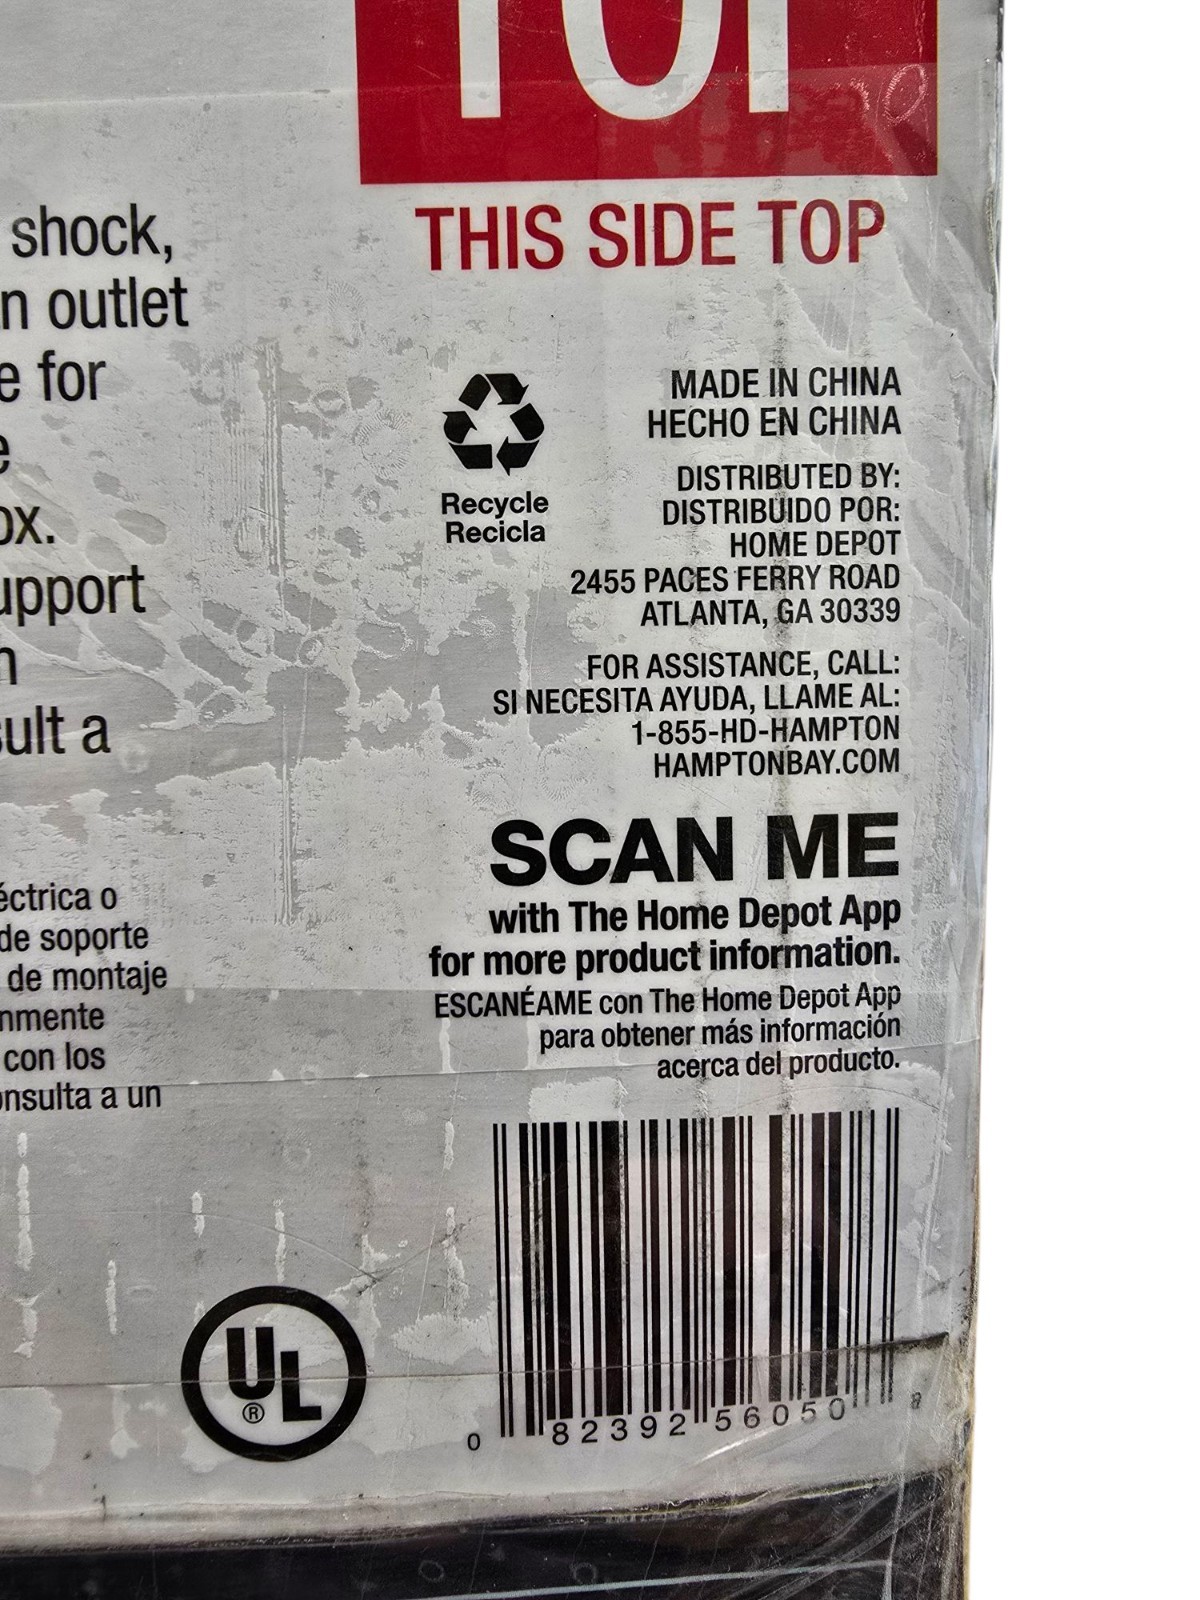 TOP
THIS SIDE TOP
shock,
n outlet
e for
e
ox.
upport
n
sult a
éctrica o
de soporte
de montaje
nmente
con los
onsulta a un
Recycle
Recicla
MADE IN CHINA
HECHO EN CHINA
DISTRIBUTED BY:
DISTRIBUIDO POR:
HOME DEPOT
2455 PACES FERRY ROAD
ATLANTA, GA 30339
FOR ASSISTANCE, CALL:
SI NECESITA AYUDA, LLAME AL:
1-855-HD-HAMPTON
HAMPTONBAY.COM
SCAN ME
with The Home Depot App
for more product information.
ESCANÉAME con The Home Depot App
para obtener más información
acerca del producto.
UL ®
0 82392 56050 8